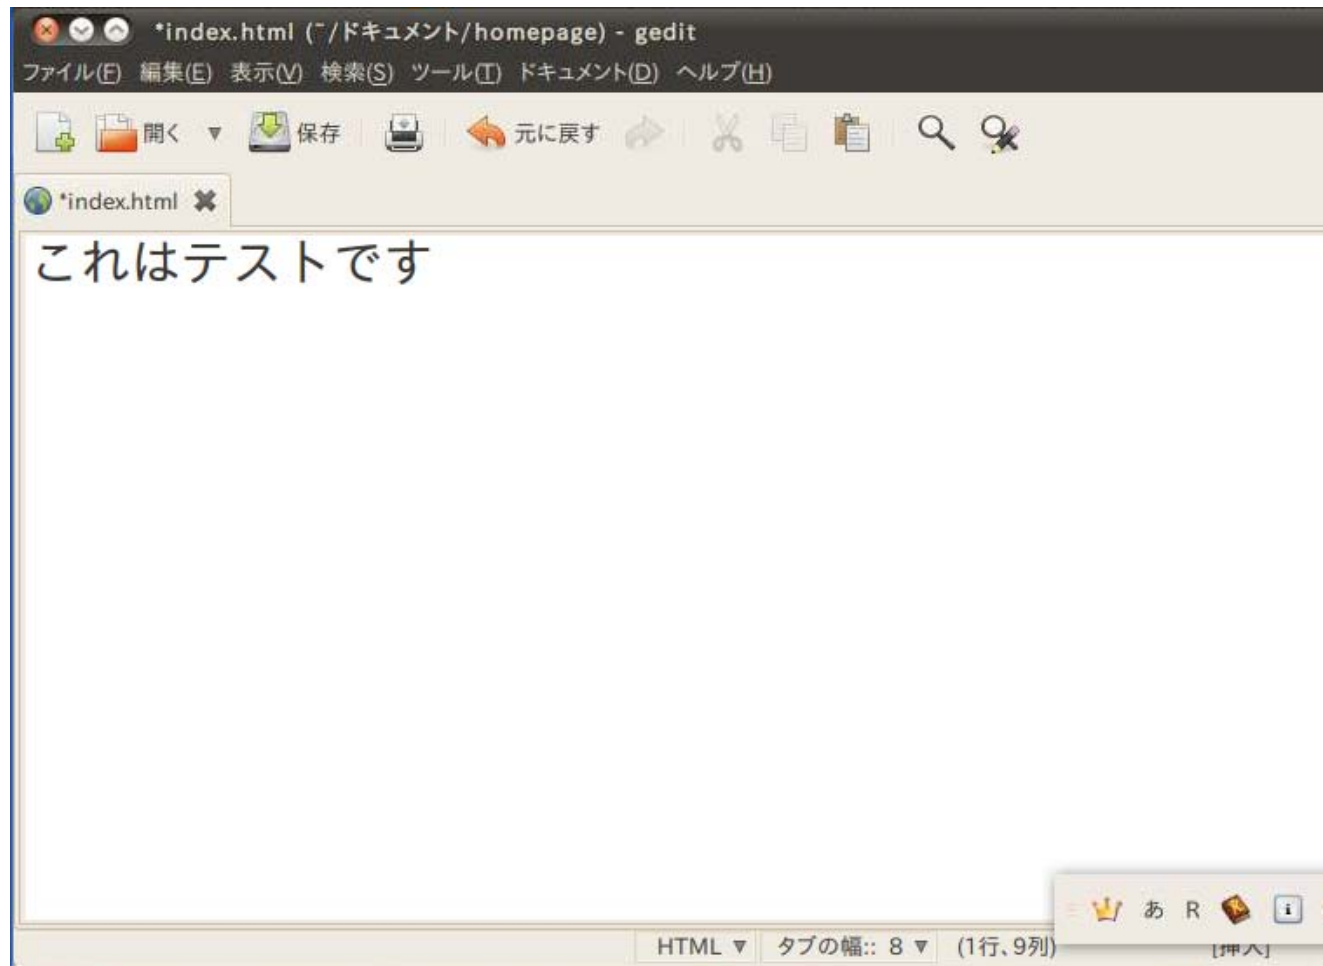 *index.html (~/ドキュメント/homepage) - gedit
ファイル(F) 編集(E) 表示(V) 検索(S) ツール(T) ドキュメント(D) ヘルプ(H)
開く 保存 元に戻す
*index.html
これはテストです
あ R
HTML タブの幅:: 8 (1行、9列) [挿入]